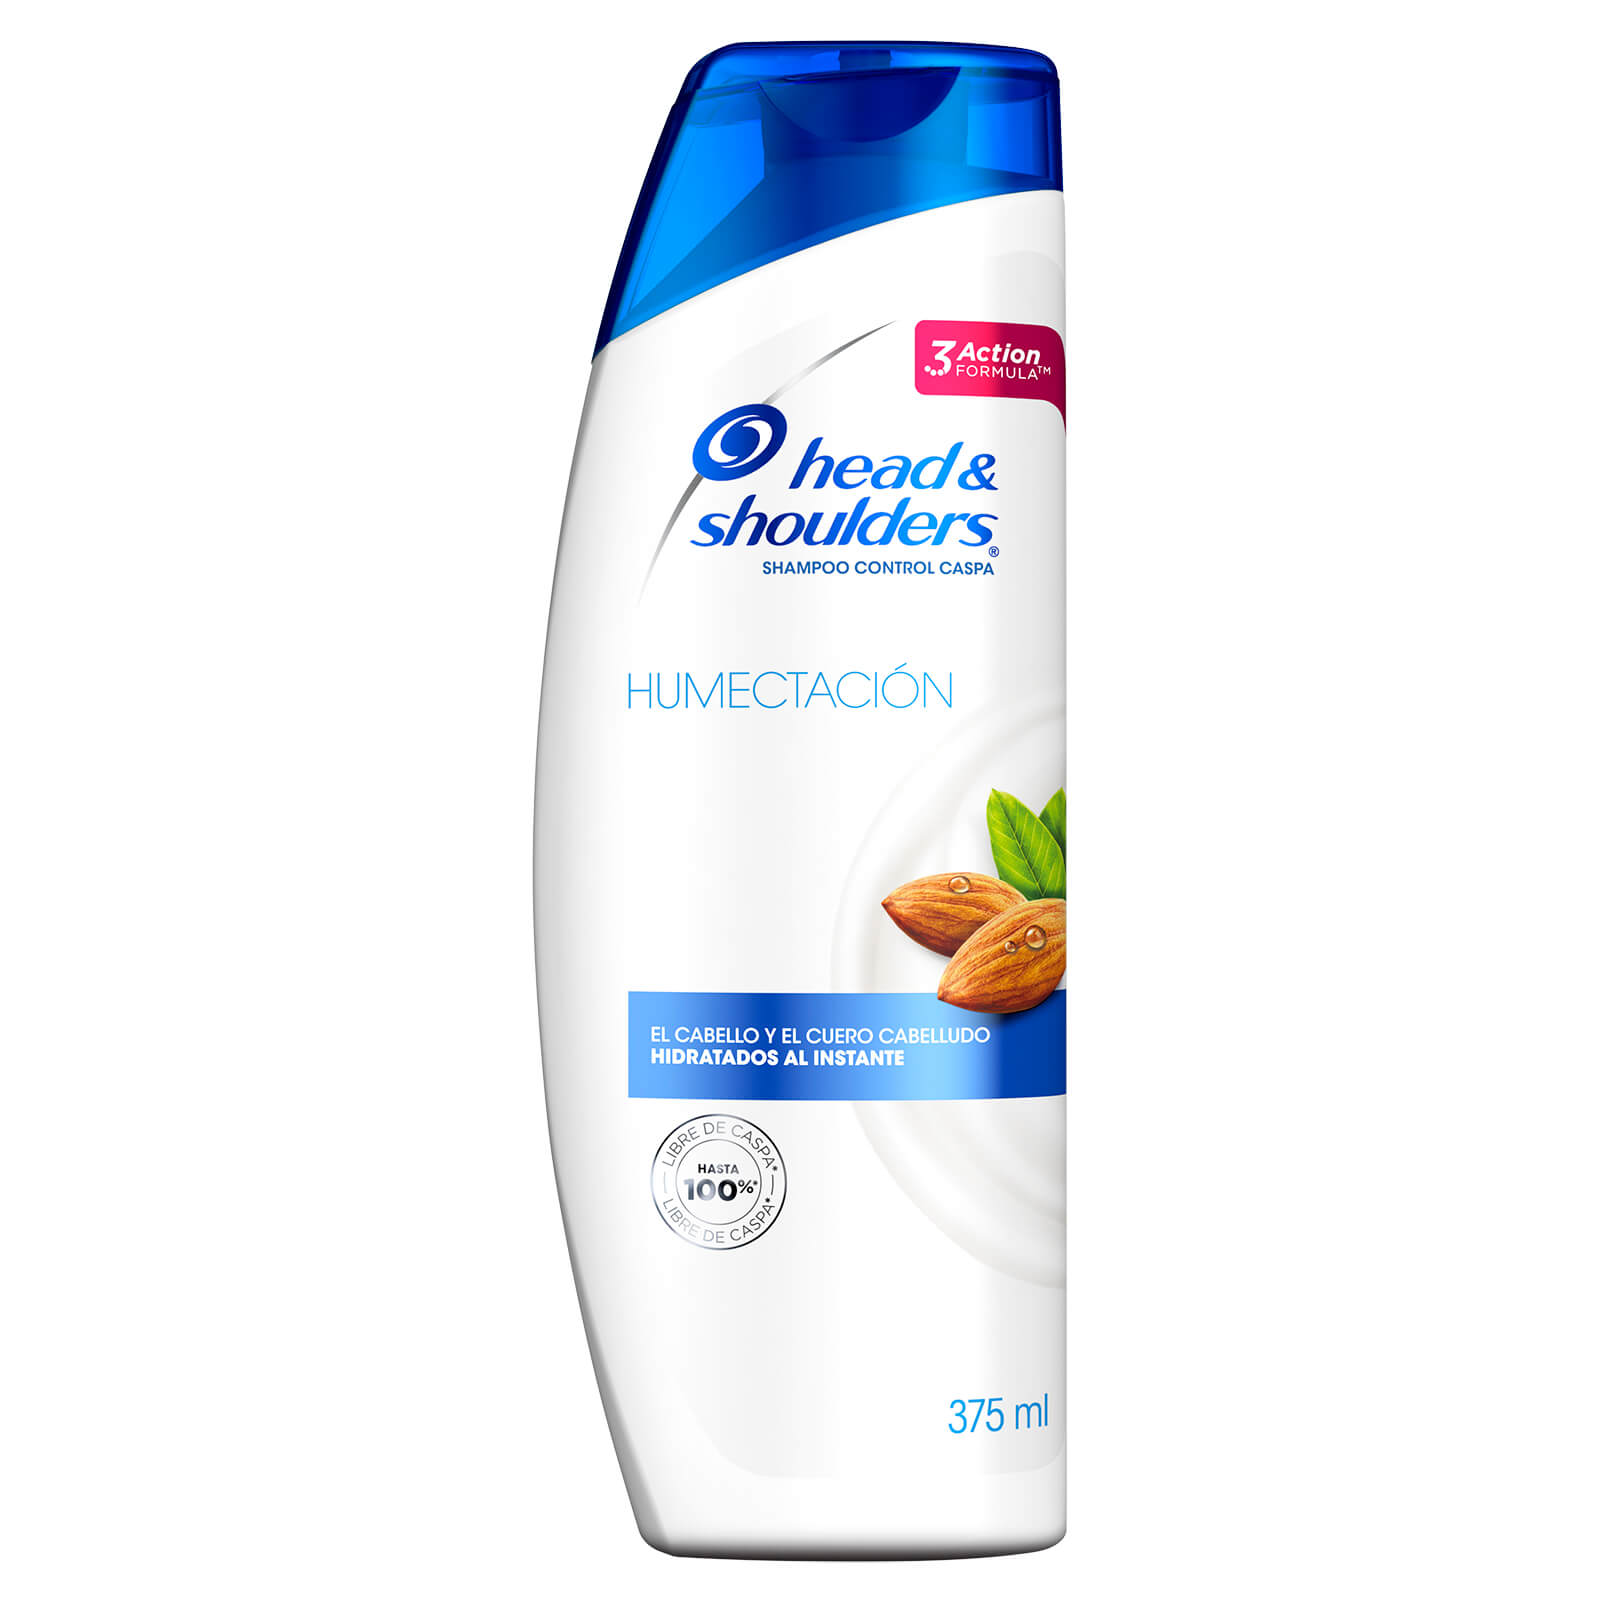 3 Action
FORMULA™
head &
shoulders®
SHAMPOO CONTROL CASPA
HUMECTACIÓN
EL CABELLO Y EL CUERO CABELLUDO
HIDRATADOS AL INSTANTE
LIBRE DE CASPA*
HASTA
100%*
LIBRE DE CASPA*
375 ml